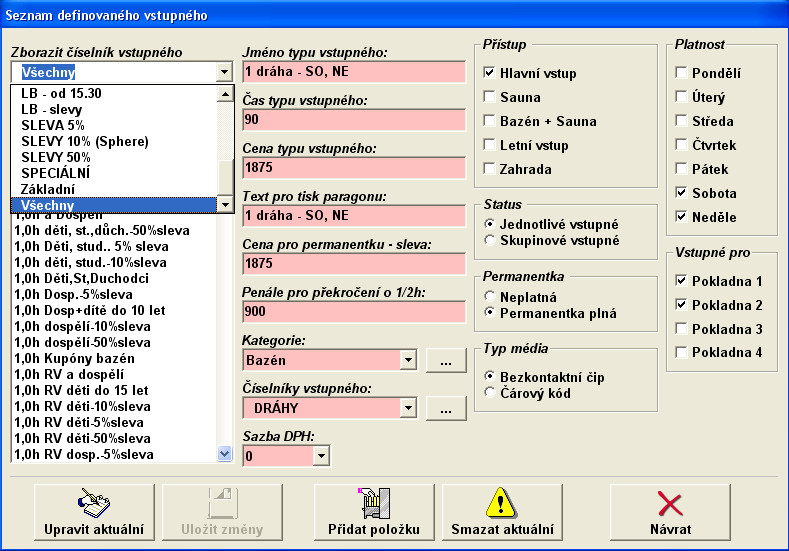 Seznam definovaného vstupného
Zborazit číselník vstupného
Všechny
LB - od 15.30
LB - slevy
SLEVA 5%
SLEVY 10% (Sphere)
SLEVY 50%
SPECIÁLNÍ
Základní
Všechny
1,0h a Dospělí
1,0h děti, st.,důch.-50%sleva
1,0h Děti, stud.. 5% sleva
1,0h děti, stud.-10%sleva
1,0h Děti,St,Duchodci
1,0h Dosp.-5%sleva
1,0h Dosp+dítě do 10 let
1,0h dospělí-10%sleva
1,0h dospělí-50%sleva
1,0h Kupóny bazén
1,0h RV a dospělí
1,0h RV děti do 15 let
1,0h RV děti-10%sleva
1,0h RV děti-5%sleva
1,0h RV děti-50%sleva
1,0h RV dosp.-5%sleva
Jméno typu vstupného:
1 dráha - SO, NE
Čas typu vstupného:
90
Cena typu vstupného:
1875
Text pro tisk paragonu:
1 dráha - SO, NE
Cena pro permanentku - sleva:
1875
Penále pro překročení o 1/2h:
900
Kategorie:
Bazén
...
Číselníky vstupného:
DRÁHY
...
Sazba DPH:
0
Přístup
Hlavní vstup
Sauna
Bazén + Sauna
Letní vstup
Zahrada
Status
Jednotlivé vstupné
Skupinové vstupné
Permanentka
Neplatná
Permanentka plná
Typ média
Bezkontaktní čip
Čárový kód
Platnost
Pondělí
Úterý
Středa
Čtvrtek
Pátek
Sobota
Neděle
Vstupné pro
Pokladna 1
Pokladna 2
Pokladna 3
Pokladna 4
Upravit aktuální
Uložit změny
Přidat položku
Smazat aktuální
Návrat